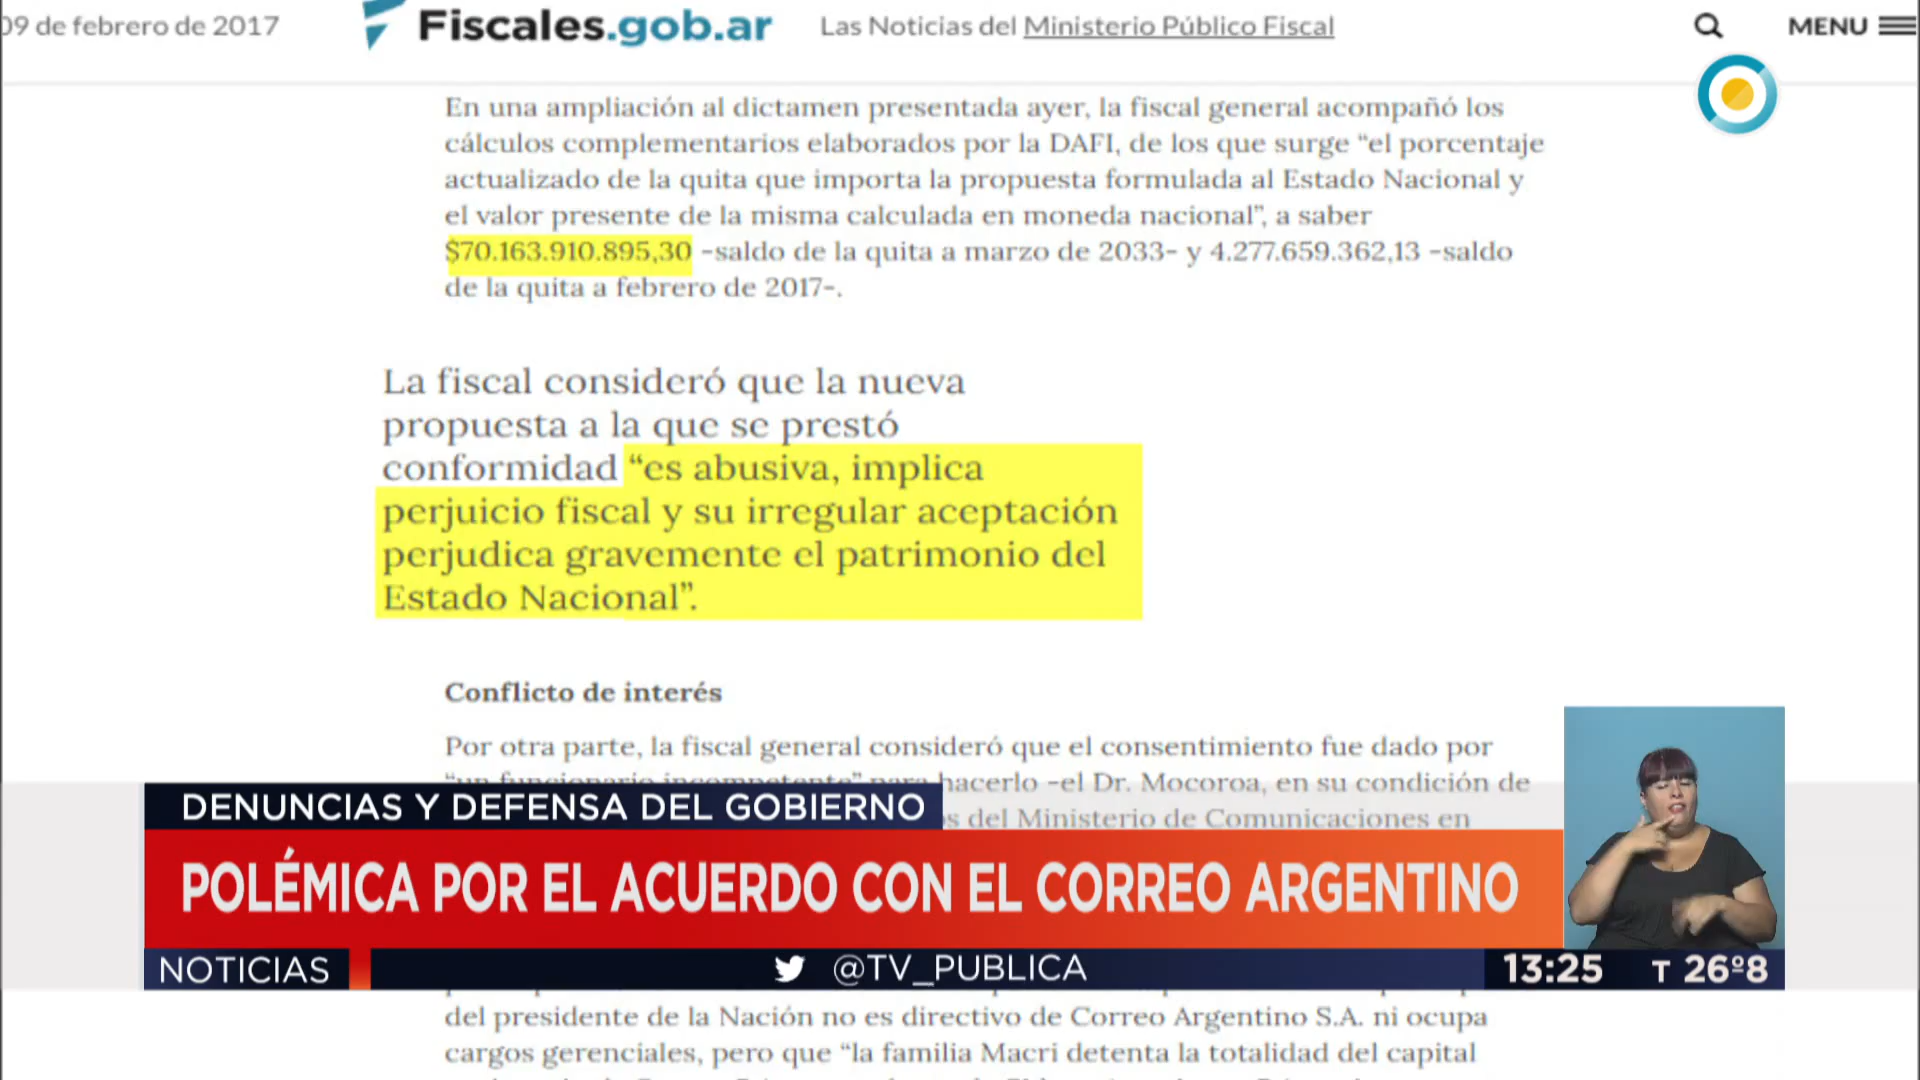 09 de febrero de 2017
Fiscales.gob.ar
Las Noticias del Ministerio Público Fiscal
MENU
En una ampliación al dictamen presentada ayer, la fiscal general acompañó los
cálculos complementarios elaborados por la DAFI, de los que surge “el porcentaje
actualizado de la quita que importa la propuesta formulada al Estado Nacional y
el valor presente de la misma calculada en moneda nacional”, a saber
$70.163.910.895,30 –saldo de la quita a marzo de 2033– y 4.277.659.362,13 –saldo
de la quita a febrero de 2017–.
La fiscal consideró que la nueva
propuesta a la que se prestó
conformidad “es abusiva, implica
perjuicio fiscal y su irregular aceptación
perjudica gravemente el patrimonio del
Estado Nacional”.
Conflicto de interés
Por otra parte, la fiscal general consideró que el consentimiento fue dado por
“un funcionario incompetente” para hacerlo –el Dr. Mocoroa, en su condición de
del Ministerio de Comunicaciones en
DENUNCIAS Y DEFENSA DEL GOBIERNO
POLÉMICA POR EL ACUERDO CON EL CORREO ARGENTINO
NOTICIAS
@TV_PUBLICA
13:25
T 26º8
del presidente de la Nación no es directivo de Correo Argentino S.A. ni ocupa
cargos gerenciales, pero que “la familia Macri detenta la totalidad del capital